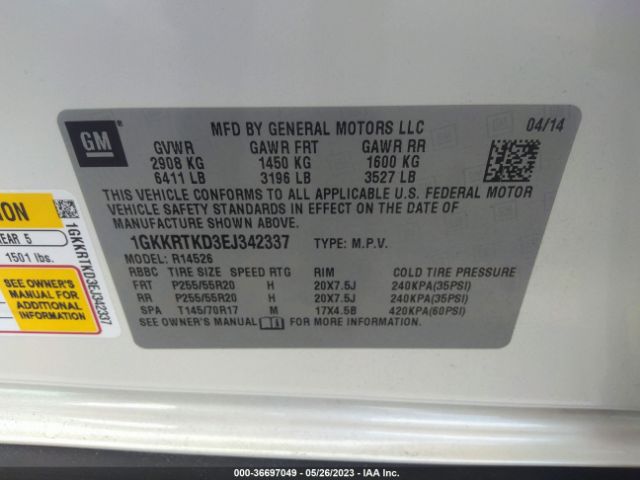 GM
MFD BY GENERAL MOTORS LLC
04/14
GVWR GAWR FRT GAWR RR
2908 KG 1450 KG 1600 KG
6411 LB 3196 LB 3527 LB
THIS VEHICLE CONFORMS TO ALL APPLICABLE U.S. FEDERAL MOTOR
VEHICLE SAFETY STANDARDS IN EFFECT ON THE DATE OF
MANUFACTURE SHOWN ABOVE.
1GKKRTKD3EJ342337 TYPE: M.P.V.
MODEL: R14526
RBBC TIRE SIZE SPEED RTG RIM COLD TIRE PRESSURE
FRT P255/55R20 H 20X7.5J 240KPA(35PSI)
RR P255/55R20 H 20X7.5J 240KPA(35PSI)
SPA T145/70R17 M 17X4.5B 420KPA(60PSI)
SEE OWNER'S MANUAL FOR MORE INFORMATION
ION
EAR 5
1501 lbs.
SEE OWNER'S
MANUAL FOR
ADDITIONAL
1GKKRTKD3EJ342337
000-36697049 - 05/26/2023 - IAA Inc.